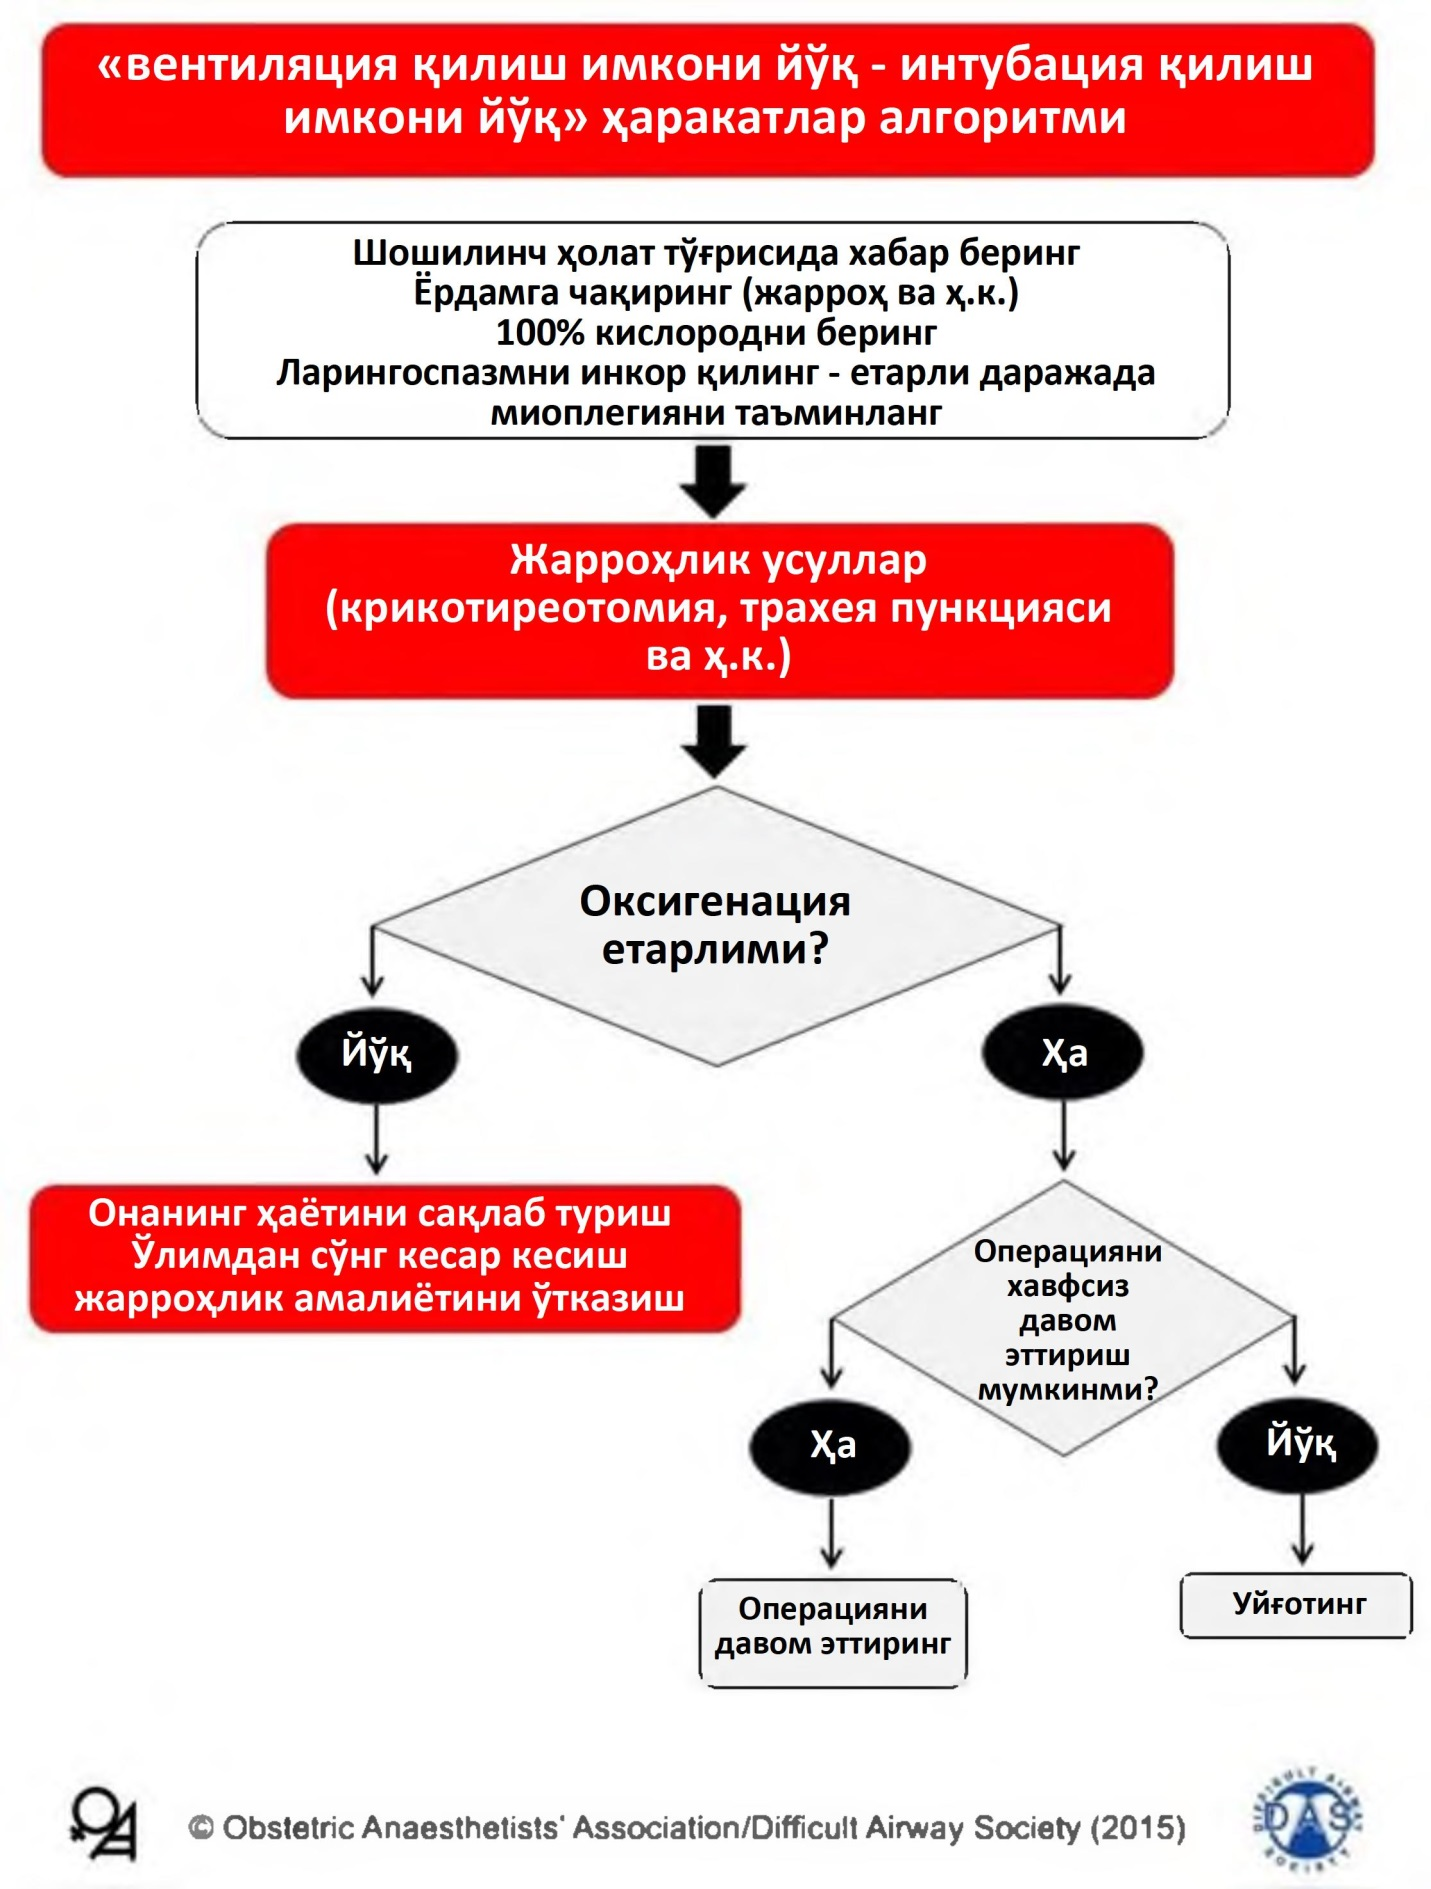 «вентиляция қилиш имкони йўқ - интубация қилиш
имкони йўқ» ҳаракатлар алгоритми
Шошилинч ҳолат тўғрисида хабар беринг
Ёрдамга чақиринг (жарроҳ ва ҳ.к.)
100% кислородни беринг
Ларингоспазмни инкор қилинг - етарли даражада
миоплегияни таъминланг
Жарроҳлик усуллар
(крикотиреотомия, трахея пункцияси
ва ҳ.к.)
Оксигенация
етарлими?
Йўқ
Ҳа
Онанинг ҳаётини сақлаб туриш
Ўлимдан сўнг кесар кесиш
жарроҳлик амалиётини ўтказиш
Операцияни
хавфсиз
давом
эттириш
мумкинми?
Ҳа
Йўқ
Операцияни
давом эттиринг
Уйғотинг
© Obstetric Anaesthetists' Association/Difficult Airway Society (2015)
DIFFICULT AIRWAY
DAS
SOCIETY